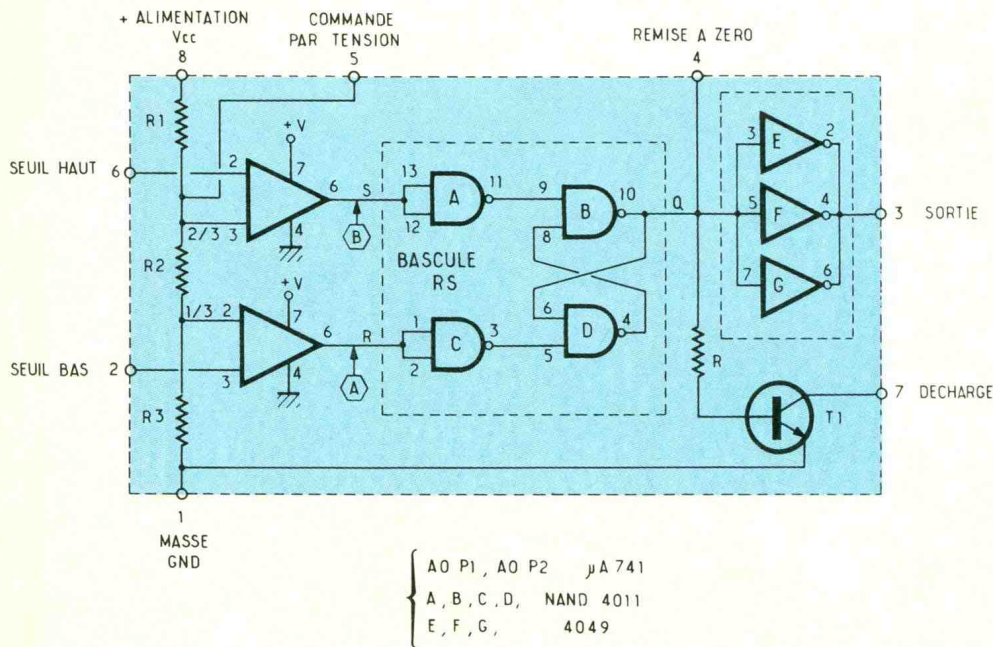 + ALIMENTATION
Vcc
8
COMMANDE
PAR TENSION
5
REMISE A ZERO
4
R1
+V
7
SEUIL HAUT 6
2
6
S
13
A
11
9
B
10
Q
3
E
2
12
8
5
F
4
3 SORTIE
2/3
3
4
B
R2
BASCULE
RS
7
G
6
+V
1/3
2
7
6
R
1
C
3
6
D
4
2
5
SEUIL BAS 2
3
4
A
R
7 DECHARGE
T1
R3
1
MASSE
GND
AO P1, AO P2 µA 741
A, B, C, D, NAND 4011
E, F, G, 4049